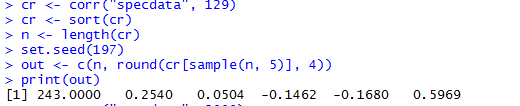 > cr <- corr("specdata", 129)
> cr <- sort(cr)
> n <- length(cr)
> set.seed(197)
> out <- c(n, round(cr[sample(n, 5)], 4))
> print(out)
[1] 243.0000 0.2540 0.0504 -0.1462 -0.1680 0.5969